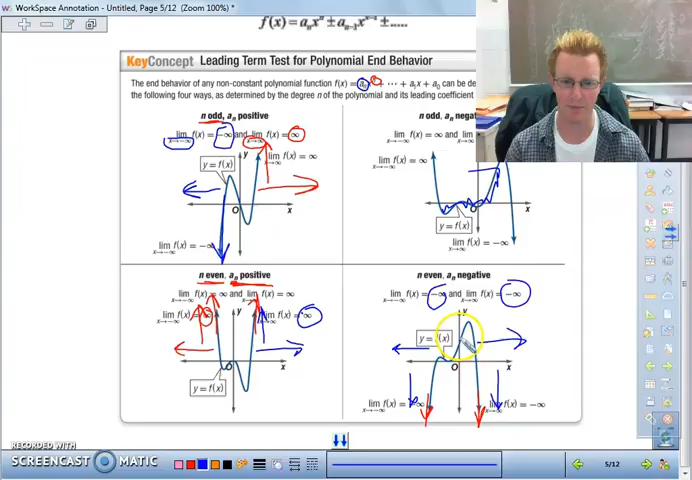 WorkSpace Annotation - Untitled, Page 5/12 (Zoom 100%) *
f(x) = aₙxⁿ ± aₙ₋₁xⁿ⁻¹ ± .....
KeyConcept Leading Term Test for Polynomial End Behavior
The end behavior of any non-constant polynomial function f(x) = aₙ + ··· + a₁x + a₀ can be de
the following four ways, as determined by the degree n of the polynomial and its leading coefficient
n odd, aₙ positive
lim x→−∞ f(x) = −∞ and lim x→∞ f(x) = ∞
y
lim x→∞ f(x) = ∞
y = f(x)
O
x
lim x→−∞ f(x) = −∞
n odd, aₙ nega
lim x→−∞ f(x) = ∞ and lim
lim x→−∞ f(x) = ∞
O
x
y = f(x)
lim x→∞ f(x) = −∞
n even, aₙ positive
lim x→−∞ f(x) = ∞ and lim x→∞ f(x) = ∞
lim x→−∞ f(x) = ∞
y
lim x→∞ f(x) = ∞
O
x
y = f(x)
n even, aₙ negative
lim x→−∞ f(x) = −∞ and lim x→∞ f(x) = −∞
y
y = f(x)
O
x
lim x→−∞ f(x) = −∞
lim x→∞ f(x) = −∞
RECORDED WITH
SCREENCAST MATIC
5/12